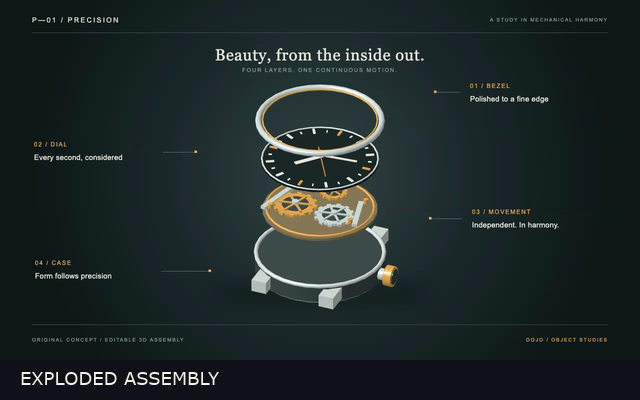 P—01 / PRECISION
A STUDY IN MECHANICAL HARMONY
Beauty, from the inside out.
FOUR LAYERS. ONE CONTINUOUS MOTION.
01 / BEZEL
Polished to a fine edge
02 / DIAL
Every second, considered
03 / MOVEMENT
Independent. In harmony.
04 / CASE
Form follows precision
ORIGINAL CONCEPT / EDITABLE 3D ASSEMBLY
DOJO / OBJECT STUDIES
EXPLODED ASSEMBLY